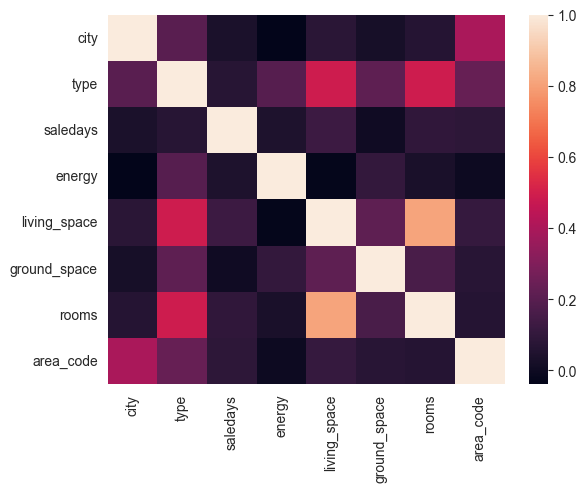 city
type
saledays
energy
living_space
ground_space
rooms
area_code
city
type
saledays
energy
living_space
ground_space
rooms
area_code
1.0
0.8
0.6
0.4
0.2
0.0